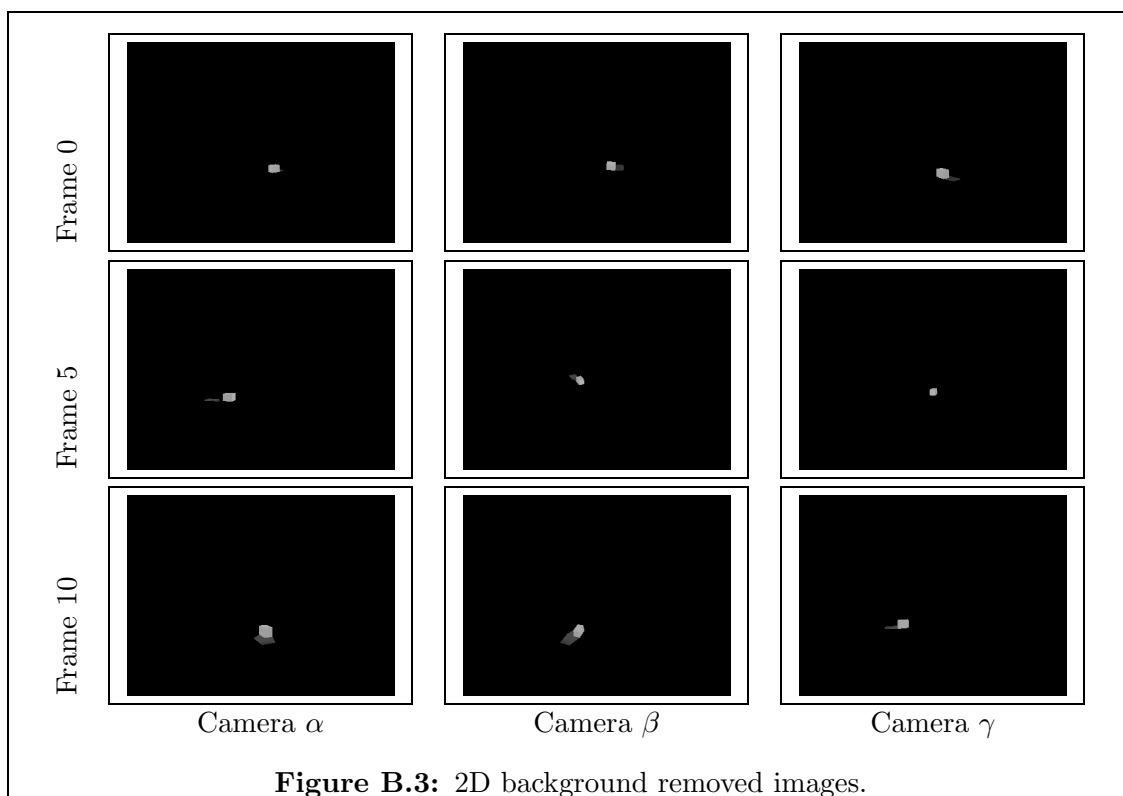 Frame 0
Frame 5
Frame 10
Camera α
Camera β
Camera γ
Figure B.3: 2D background removed images.